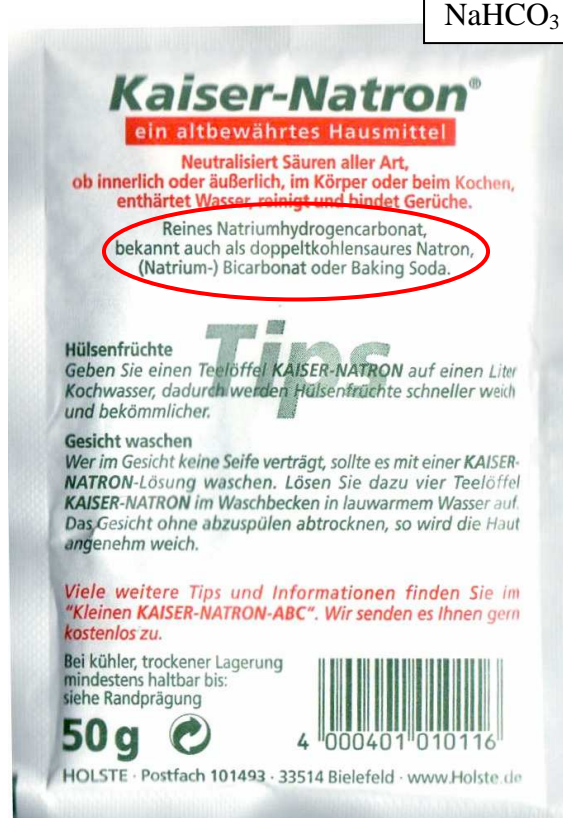 NaHCO₃
Kaiser-Natron®
ein altbewährtes Hausmittel
Neutralisiert Säuren aller Art,
ob innerlich oder äußerlich, im Körper oder beim Kochen,
enthärtet Wasser, reinigt und bindet Gerüche.
Reines Natriumhydrogencarbonat,
bekannt auch als doppeltkohlensaures Natron,
(Natrium-) Bicarbonat oder Baking Soda.
Tips
Hülsenfrüchte
Geben Sie einen Teelöffel KAISER-NATRON auf einen Liter
Kochwasser, dadurch werden Hülsenfrüchte schneller weich
und bekömmlicher.
Gesicht waschen
Wer im Gesicht keine Seife verträgt, sollte es mit einer KAISER-
NATRON-Lösung waschen. Lösen Sie dazu vier Teelöffel
KAISER-NATRON im Waschbecken in lauwarmem Wasser auf.
Das Gesicht ohne abzuspülen abtrocknen, so wird die Haut
angenehm weich.
Viele weitere Tips und Informationen finden Sie im
"Kleinen KAISER-NATRON-ABC". Wir senden es Ihnen gern
kostenlos zu.
Bei kühler, trockener Lagerung
mindestens haltbar bis:
siehe Randprägung
50 g
4 000401 010116
HOLSTE · Postfach 101493 · 33514 Bielefeld · www.Holste.de